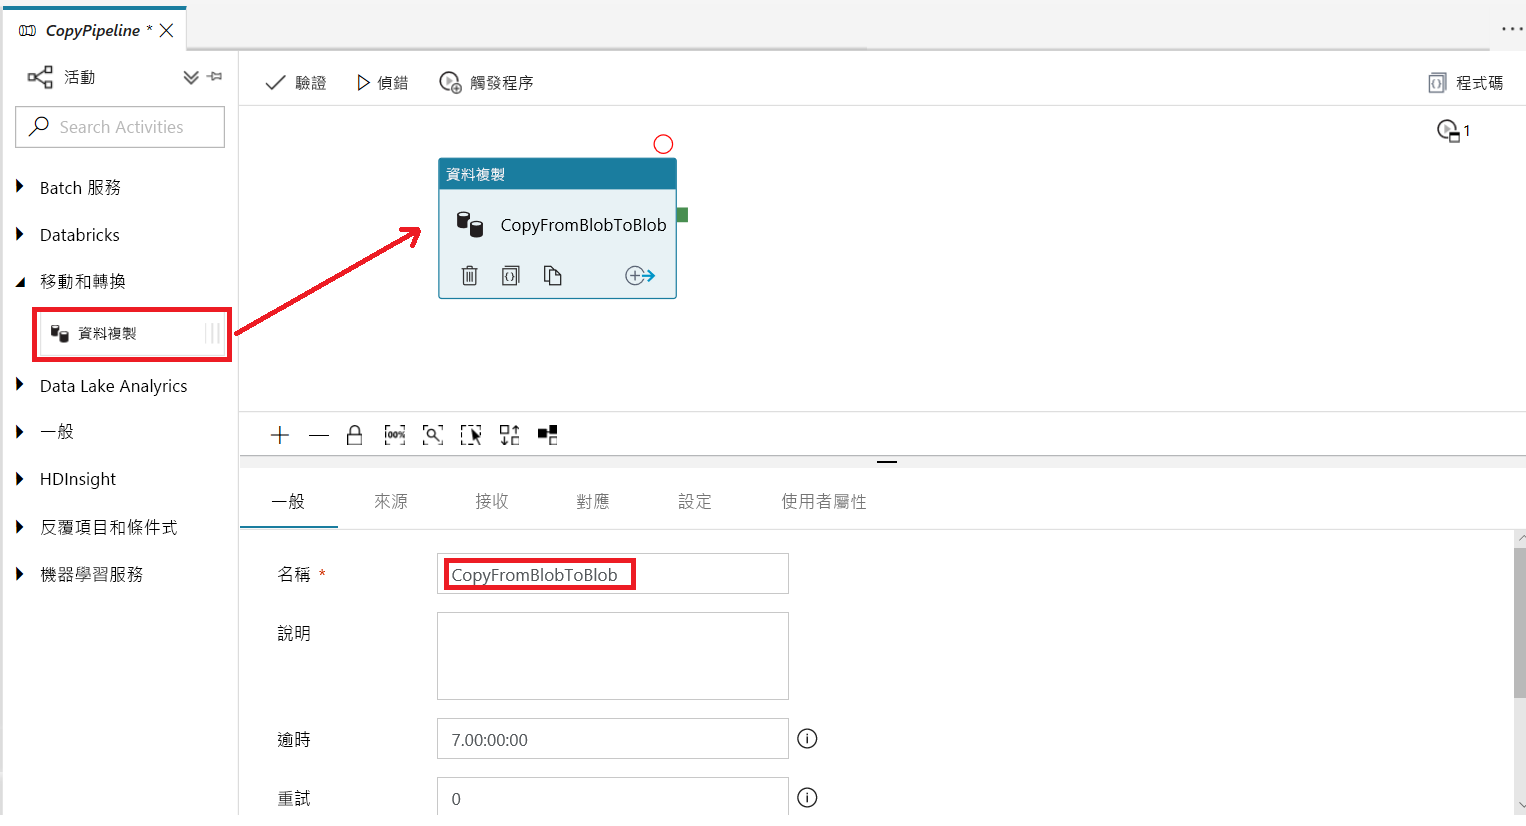 CopyPipeline *
活動
Search Activities
Batch 服務
Databricks
移動和轉換
資料複製
Data Lake Analyrics
一般
HDInsight
反覆項目和條件式
機器學習服務
驗證 偵錯 觸發程序 程式碼
1
資料複製
CopyFromBlobToBlob
100%
一般 來源 接收 對應 設定 使用者屬性
名稱 * CopyFromBlobToBlob
說明
逾時 7.00:00:00
重試 0